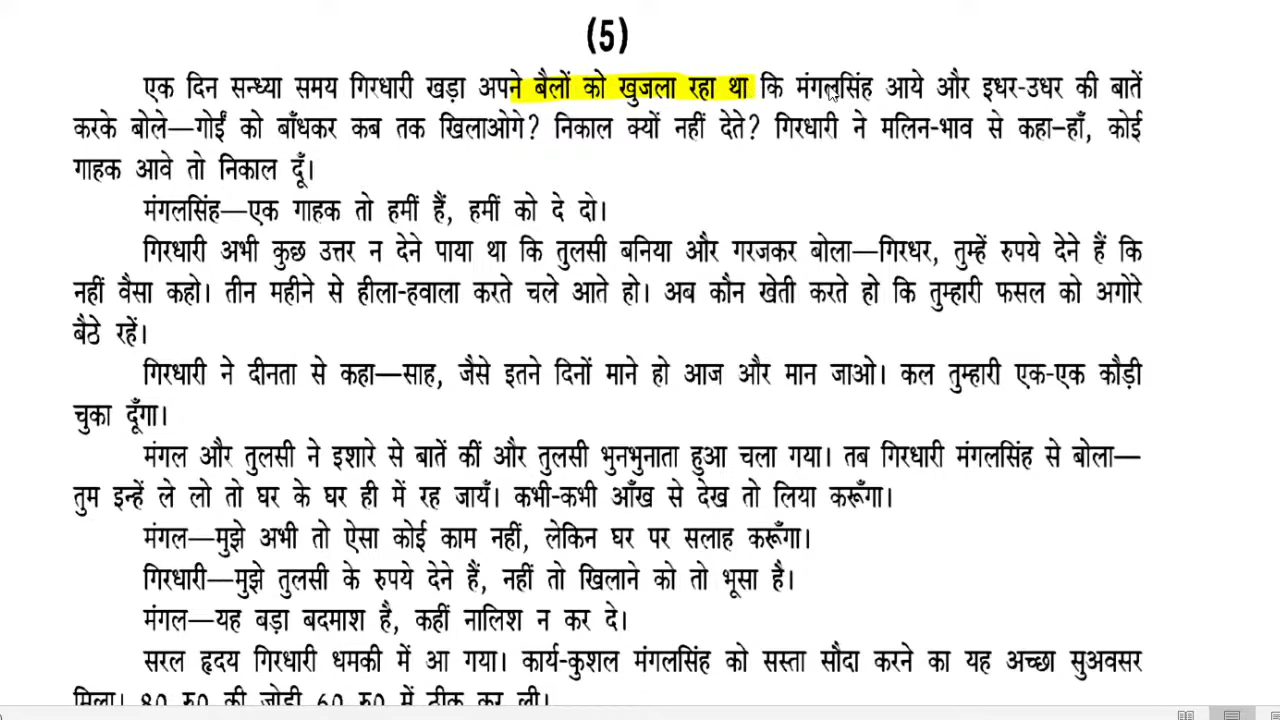 (5)
एक दिन सन्ध्या समय गिरधारी खड़ा अपने बैलों को खुजला रहा था कि मंगलसिंह आये और इधर-उधर की बातें
करके बोले—गोईं को बाँधकर कब तक खिलाओगे? निकाल क्यों नहीं देते? गिरधारी ने मलिन-भाव से कहा–हाँ, कोई
गाहक आवे तो निकाल दूँ।
मंगलसिंह—एक गाहक तो हमीं हैं, हमीं को दे दो।
गिरधारी अभी कुछ उत्तर न देने पाया था कि तुलसी बनिया और गरजकर बोला—गिरधर, तुम्हें रुपये देने हैं कि
नहीं वैसा कहो। तीन महीने से हीला-हवाला करते चले आते हो। अब कौन खेती करते हो कि तुम्हारी फसल को अगोरे
बैठे रहें।
गिरधारी ने दीनता से कहा—साह, जैसे इतने दिनों माने हो आज और मान जाओ। कल तुम्हारी एक-एक कौड़ी
चुका दूँगा।
मंगल और तुलसी ने इशारे से बातें कीं और तुलसी भुनभुनाता हुआ चला गया। तब गिरधारी मंगलसिंह से बोला—
तुम इन्हें ले लो तो घर के घर ही में रह जायँ। कभी-कभी आँख से देख तो लिया करूँगा।
मंगल—मुझे अभी तो ऐसा कोई काम नहीं, लेकिन घर पर सलाह करूँगा।
गिरधारी—मुझे तुलसी के रुपये देने हैं, नहीं तो खिलाने को तो भूसा है।
मंगल—यह बड़ा बदमाश है, कहीं नालिश न कर दे।
सरल हृदय गिरधारी धमकी में आ गया। कार्य-कुशल मंगलसिंह को सस्ता सौदा करने का यह अच्छा सुअवसर
मिला। 80 रु0 की जोड़ी 60 रु0 में ठीक कर ली।